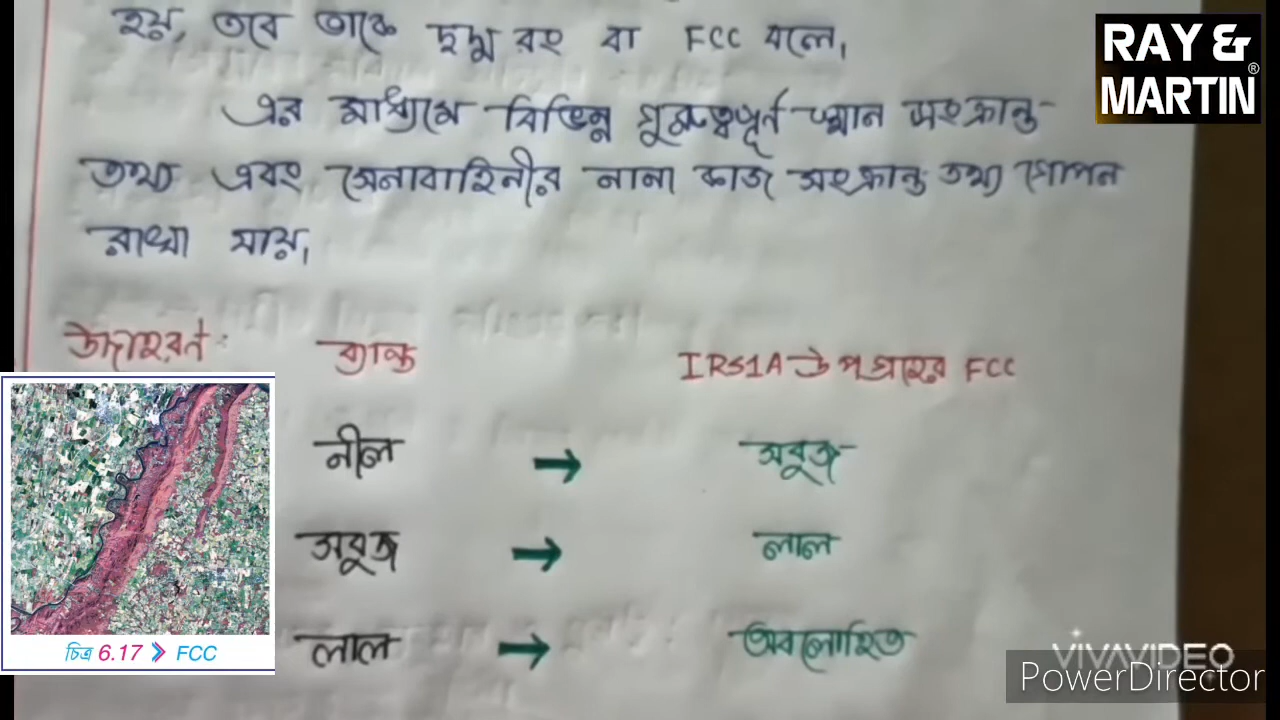 হয়, তবে তাকে ছদ্ম রং বা FCC বলে।
RAY &
MARTIN®
এর মাধ্যমে বিভিন্ন গুরুত্বপূর্ণ স্থান সংক্রান্ত
তথ্য এবং সেনাবাহিনীর নানা কাজ সংক্রান্ত তথ্য গোপন
রাখা যায়।
উদাহরণ: ব্যান্ড IRS1A উপগ্রহের FCC
নীল → সবুজ
সবুজ → লাল
লাল → অবলোহিত
চিত্র 6.17 》 FCC
VIVAVIDEO
PowerDirector